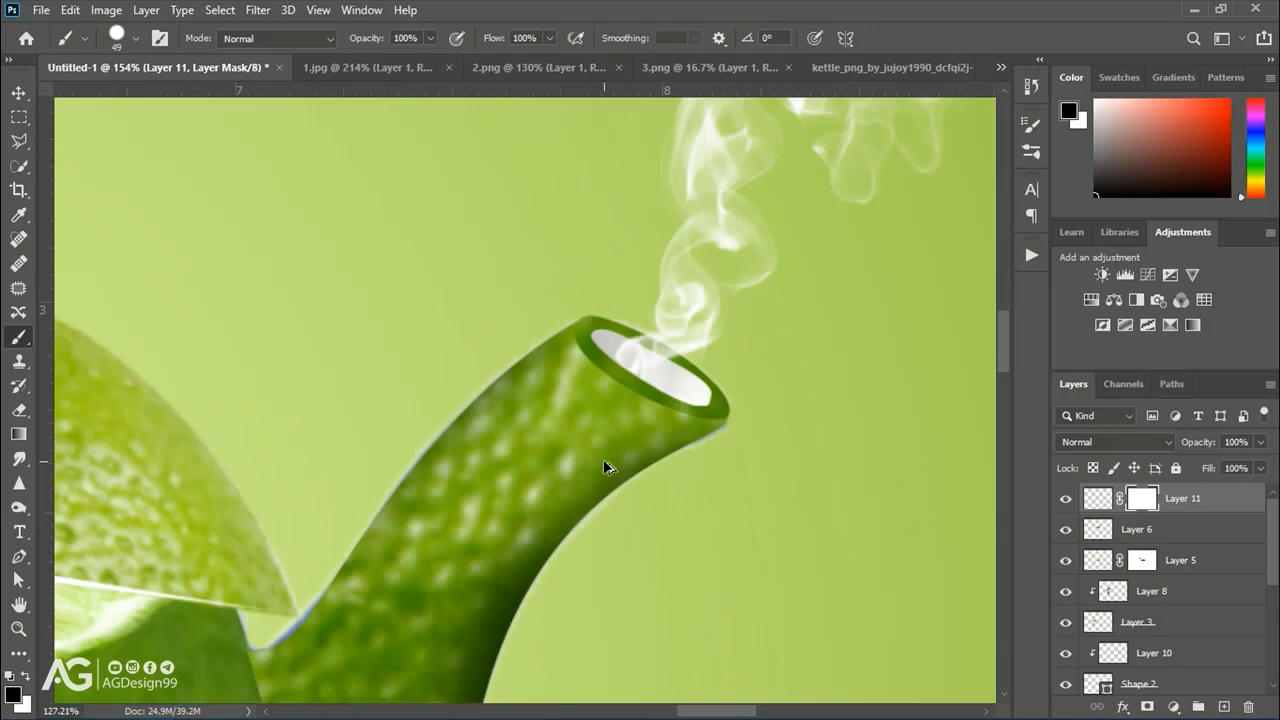 Ps File Edit Image Layer Type Select Filter 3D View Window Help
49 Mode: Normal Opacity: 100% Flow: 100% Smoothing: 0°
Untitled-1 @ 154% (Layer 11, Layer Mask/8) * × 1.jpg @ 214% (Layer 1, R... × 2.png @ 130% (Layer 1, R... × 3.png @ 16.7% (Layer 1, R... × kettle_png_by_jujoy1990_dcfqi2j-
7 8
3
Color Swatches Gradients Patterns
Learn Libraries Adjustments
Add an adjustment
Layers Channels Paths
Kind
Normal Opacity: 100%
Lock: Fill: 100%
Layer 11
Layer 6
Layer 5
Layer 8
Layer 3
Layer 10
Shape 2
AG
AGDesign99
127.21% Doc: 24.9M/39.2M